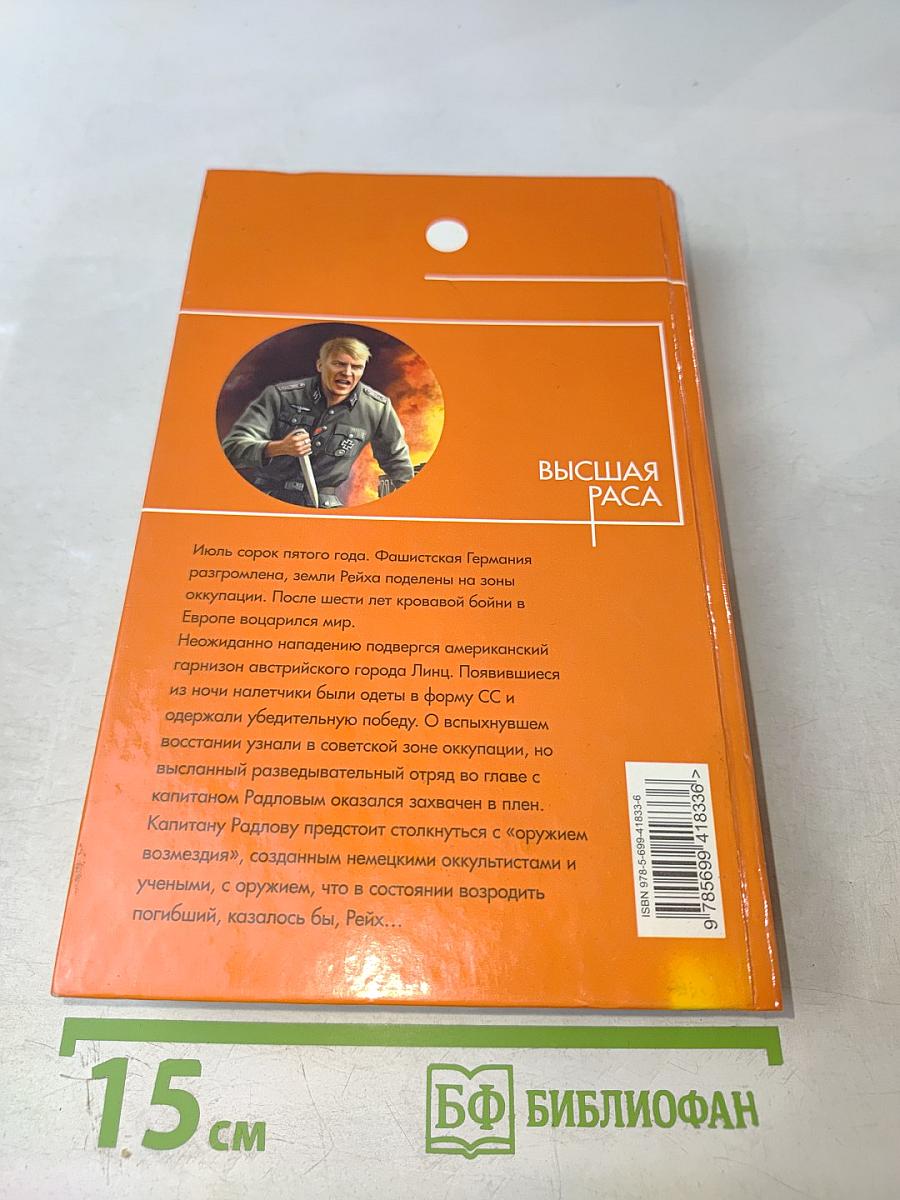 ВЫСШАЯ
РАСА
Июль сорок пятого года. Фашистская Германия
разгромлена, земли Рейха поделены на зоны
оккупации. После шести лет кровавой бойни в
Европе воцарился мир.
Неожиданно нападению подвергся американский
гарнизон австрийского города Линц. Появившиеся
из ночи налетчики были одеты в форму СС и
одержали убедительную победу. О вспыхнувшем
восстании узнали в советской зоне оккупации, но
высланный разведывательный отряд во главе с
капитаном Радловым оказался захвачен в плен.
Капитану Радлову предстоит столкнуться с «оружием
возмездия», созданным немецкими оккультистами и
учеными, с оружием, что в состоянии возродить
погибший, казалось бы, Рейх...
ISBN 978-5-699-41833-6
9 785699 418336 >
15 см
БФ БИБЛИОФАН